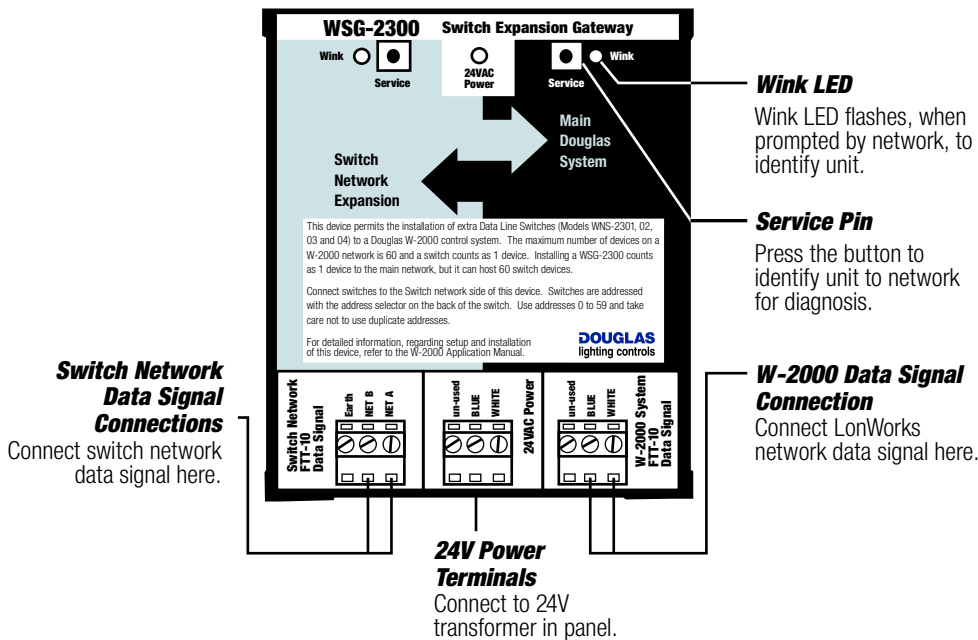 WSG-2300 Switch Expansion Gateway
Wink
Service
24VAC
Power
Service
Wink
Main
Douglas
System
Switch
Network
Expansion
This device permits the installation of extra Data Line Switches (Models WNS-2301, 02,
03 and 04) to a Douglas W-2000 control system. The maximum number of devices on a
W-2000 network is 60 and a switch counts as 1 device. Installing a WSG-2300 counts
as 1 device to the main network, but it can host 60 switch devices.
Connect switches to the Switch network side of this device. Switches are addressed
with the address selector on the back of the switch. Use addresses 0 to 59 and take
care not to use duplicate addresses.
For detailed information, regarding setup and installation
of this device, refer to the W-2000 Application Manual.
DOUGLAS
lighting controls
Switch Network
FTT-10
Data Signal
Earth
NET B
NET A
un-used
BLUE
WHITE
24VAC Power
un-used
BLUE
WHITE
W-2000 System
FTT-10
Data Signal
Wink LED
Wink LED flashes, when
prompted by network, to
identify unit.
Service Pin
Press the button to
identify unit to network
for diagnosis.
Switch Network
Data Signal
Connections
Connect switch network
data signal here.
W-2000 Data Signal
Connection
Connect LonWorks
network data signal here.
24V Power
Terminals
Connect to 24V
transformer in panel.